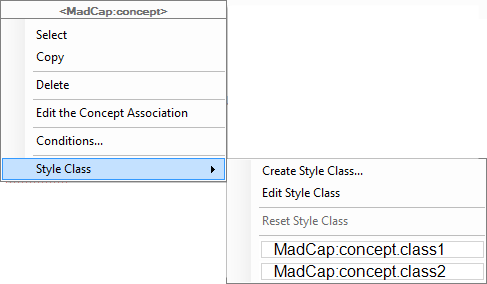 <MadCap:concept>
Select
Copy
Delete
Edit the Concept Association
Conditions...
Style Class
Create Style Class...
Edit Style Class
Reset Style Class
MadCap:concept.class1
MadCap:concept.class2